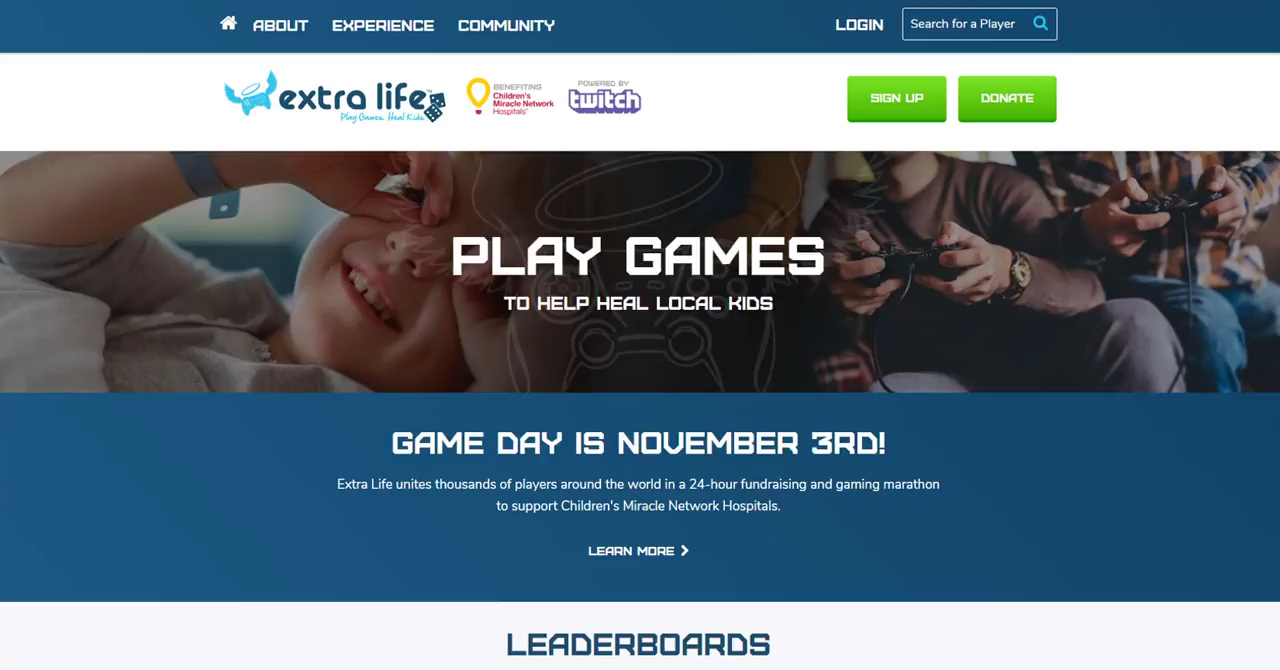 ABOUT EXPERIENCE COMMUNITY LOGIN Search for a Player
extra life™ Play Games. Heal Kids.
BENEFITING
Children's
Miracle Network
Hospitals
POWERED BY
twitch
SIGN UP DONATE
PLAY GAMES
TO HELP HEAL LOCAL KIDS
GAME DAY IS NOVEMBER 3RD!
Extra Life unites thousands of players around the world in a 24-hour fundraising and gaming marathon
to support Children's Miracle Network Hospitals.
LEARN MORE
LEADERBOARDS